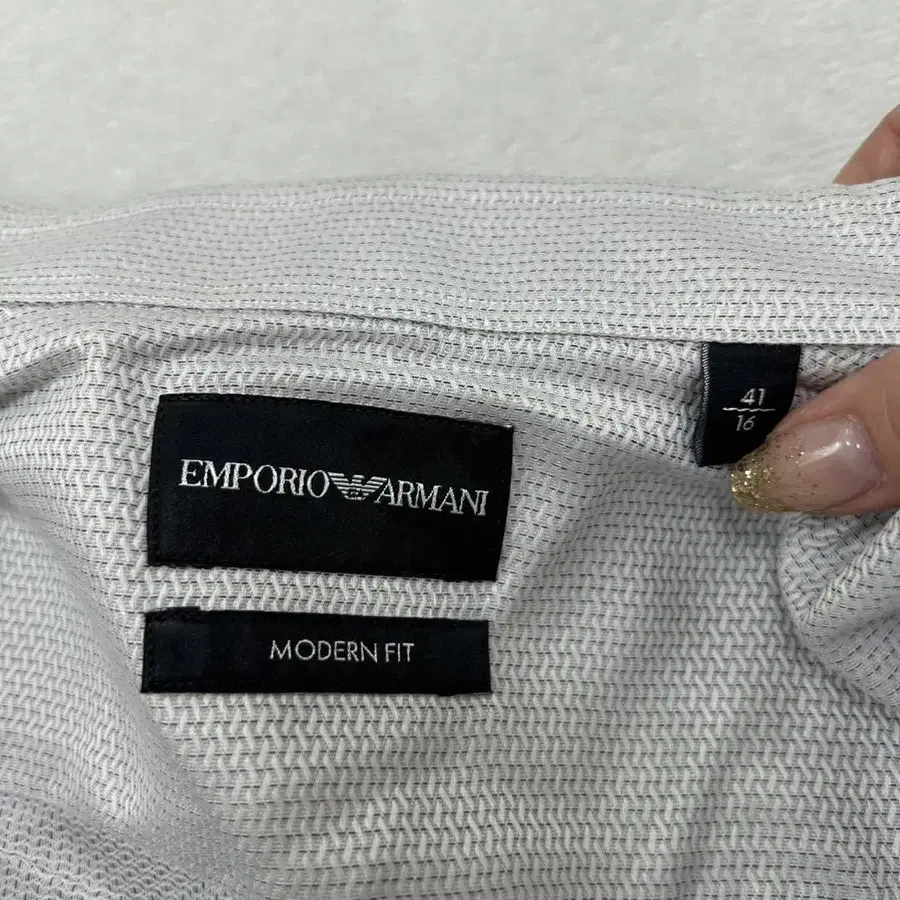 EMPORIO ARMANI
MODERN FIT
41
16